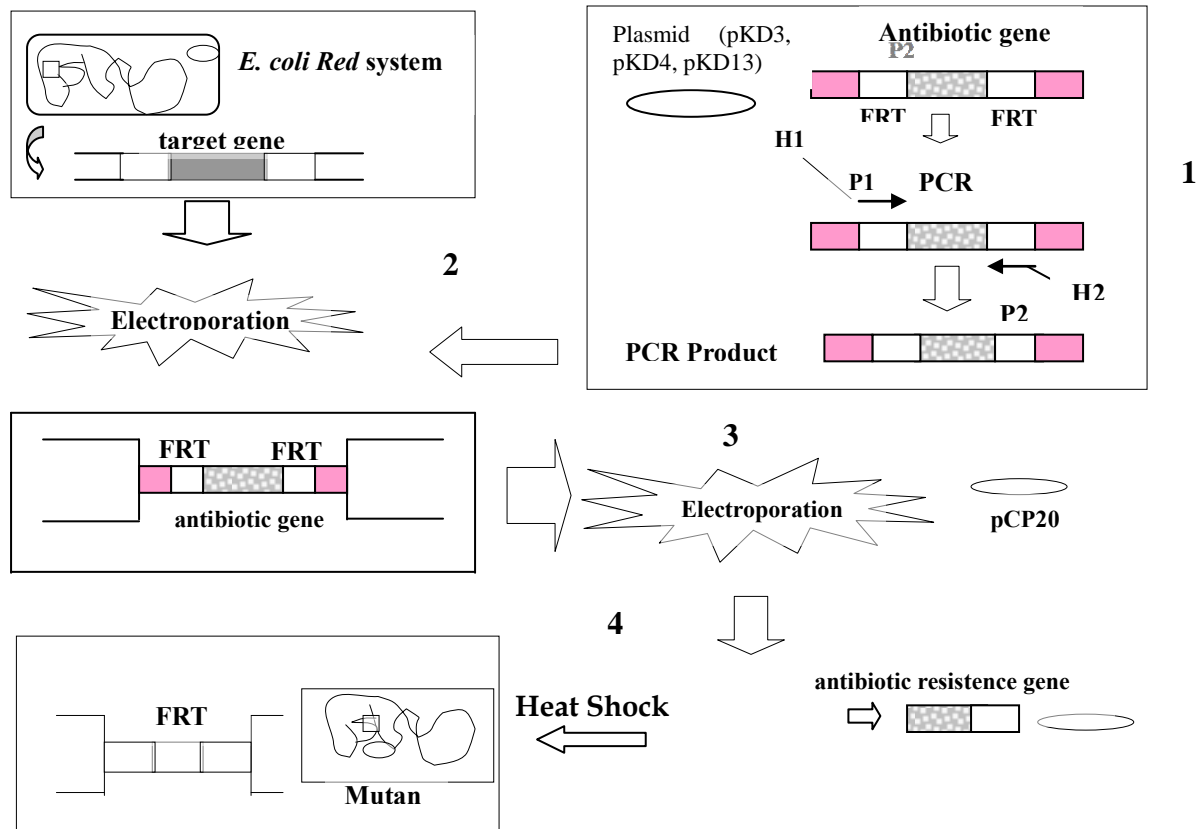 E. coli Red system
target gene
Plasmid (pKD3,
pKD4, pKD13)
Antibiotic gene
P2
FRT
FRT
H1
P1
PCR
H2
P2
PCR Product
1
2
Electroporation
FRT
FRT
antibiotic gene
3
Electroporation
pCP20
4
antibiotic resistence gene
Heat Shock
FRT
Mutan